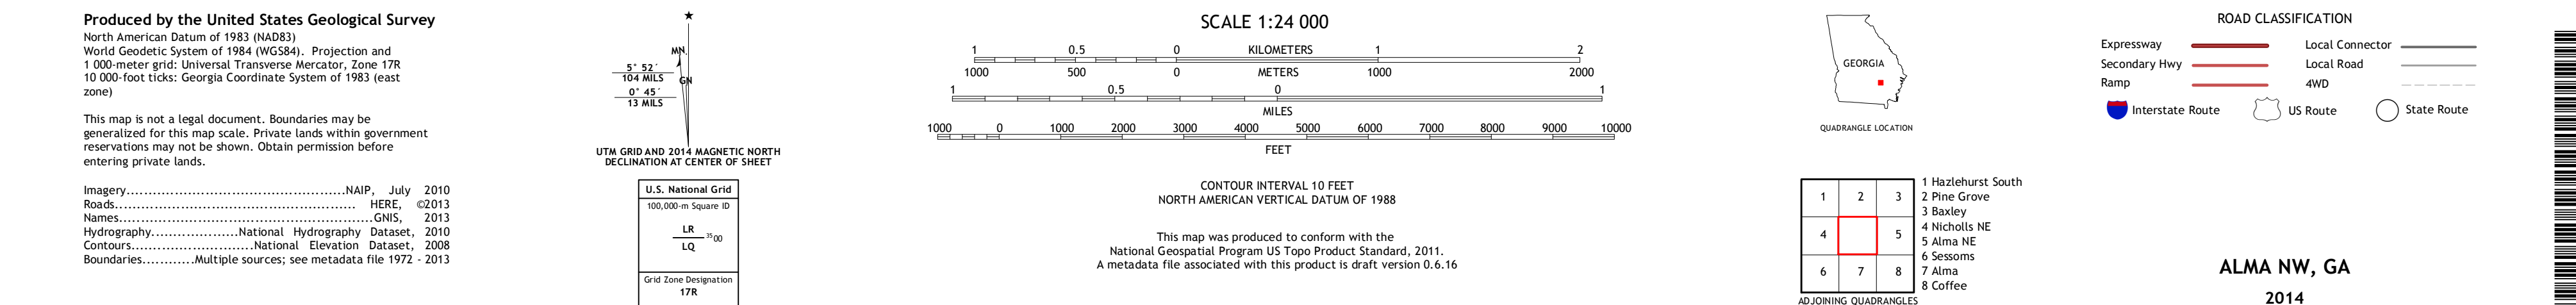 Produced by the United States Geological Survey
North American Datum of 1983 (NAD83)
World Geodetic System of 1984 (WGS84). Projection and
1 000-meter grid: Universal Transverse Mercator, Zone 17R
10 000-foot ticks: Georgia Coordinate System of 1983 (east
zone)
This map is not a legal document. Boundaries may be
generalized for this map scale. Private lands within government
reservations may not be shown. Obtain permission before
entering private lands.
Imagery..................................................NAIP, July 2010
Roads....................................................... HERE, ©2013
Names..........................................................GNIS, 2013
Hydrography....................National Hydrography Dataset, 2010
Contours............................National Elevation Dataset, 2008
Boundaries............Multiple sources; see metadata file 1972 - 2013
MN
GN
5° 52´
104 MILS
0° 45´
13 MILS
UTM GRID AND 2014 MAGNETIC NORTH
DECLINATION AT CENTER OF SHEET
U.S. National Grid
100,000-m Square ID
LR
3500
LQ
Grid Zone Designation
17R
SCALE 1:24 000
1 0.5 0 KILOMETERS 1 2
1000 500 0 METERS 1000 2000
1 0.5 0 1
MILES
1000 0 1000 2000 3000 4000 5000 6000 7000 8000 9000 10000
FEET
CONTOUR INTERVAL 10 FEET
NORTH AMERICAN VERTICAL DATUM OF 1988
This map was produced to conform with the
National Geospatial Program US Topo Product Standard, 2011.
A metadata file associated with this product is draft version 0.6.16
GEORGIA
QUADRANGLE LOCATION
1 2 3
4 5
6 7 8
1 Hazlehurst South
2 Pine Grove
3 Baxley
4 Nicholls NE
5 Alma NE
6 Sessoms
7 Alma
8 Coffee
ADJOINING QUADRANGLES
ROAD CLASSIFICATION
Expressway Local Connector
Secondary Hwy Local Road
Ramp 4WD
Interstate Route US Route State Route
ALMA NW, GA
2014